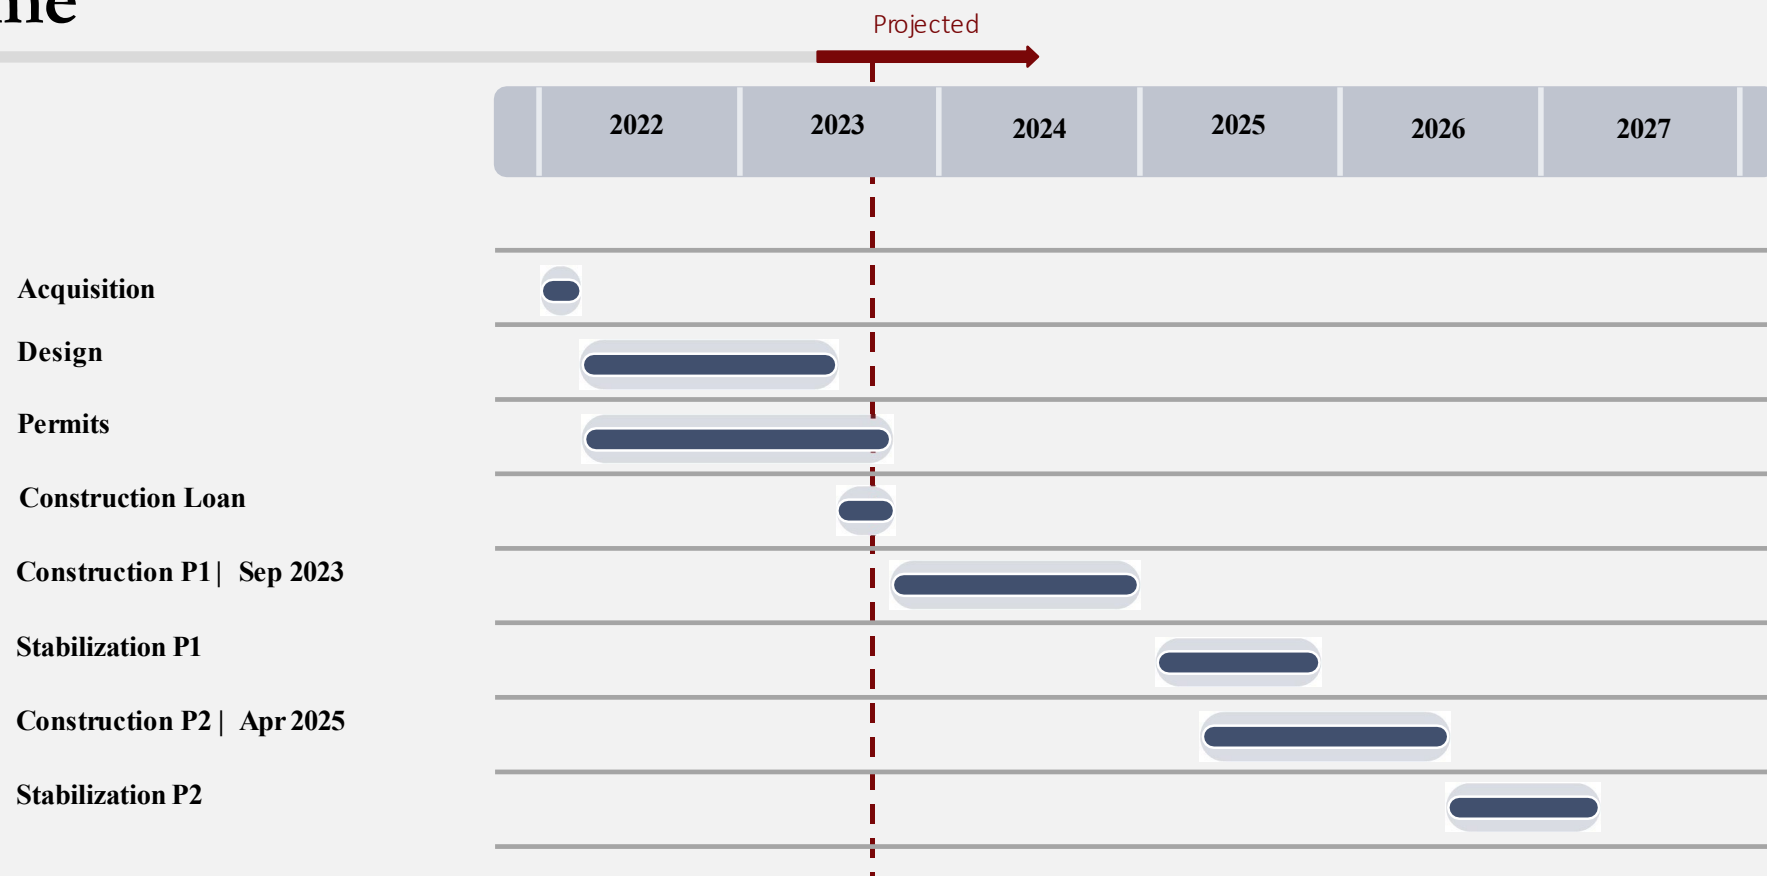 Projected
2022 2023 2024 2025 2026 2027
Acquisition
Design
Permits
Construction Loan
Construction P1| Sep 2023
Stabilization P1
Construction P2| Apr 2025
Stabilization P2